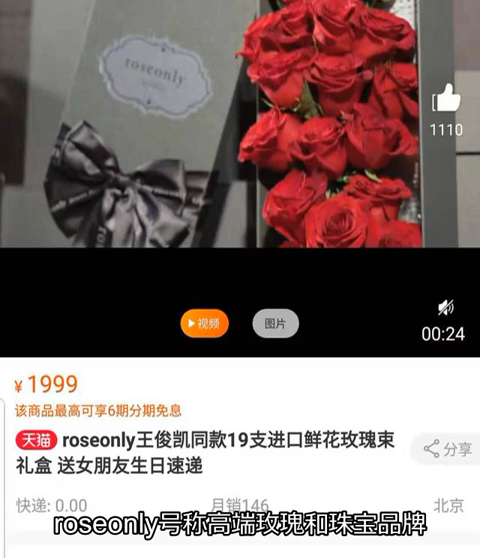 roseonly
1110
视频
图片
00:24
¥1999
该商品最高可享6期分期免息
天猫 roseonly王俊凯同款19支进口鲜花玫瑰束
礼盒 送女朋友生日速递
分享
快递: 0.00
月销146
北京
roseonly号称高端玫瑰和珠宝品牌